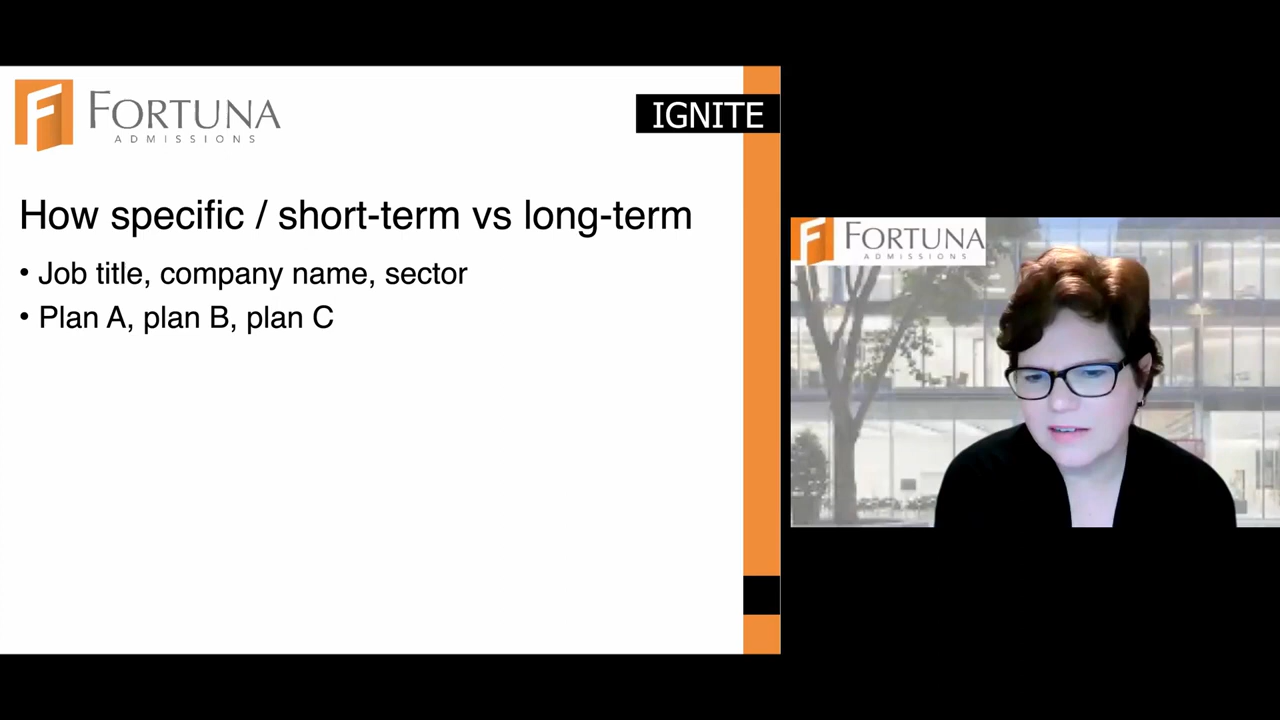 FORTUNA
ADMISSIONS
IGNITE
How specific / short-term vs long-term
• Job title, company name, sector
• Plan A, plan B, plan C
FORTUNA
ADMISSIONS